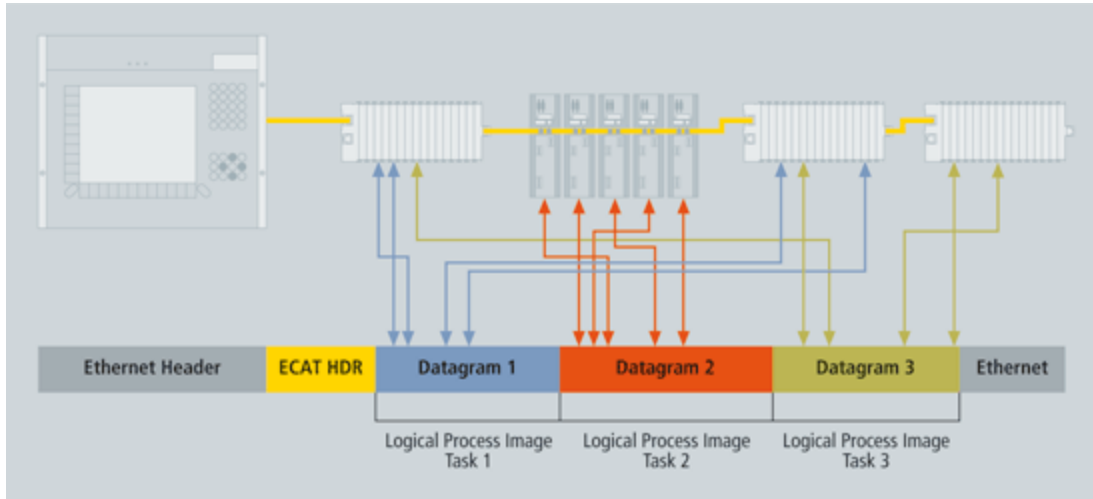 Ethernet Header
ECAT HDR
Datagram 1
Datagram 2
Datagram 3
Ethernet
Logical Process Image
Task 1
Logical Process Image
Task 2
Logical Process Image
Task 3